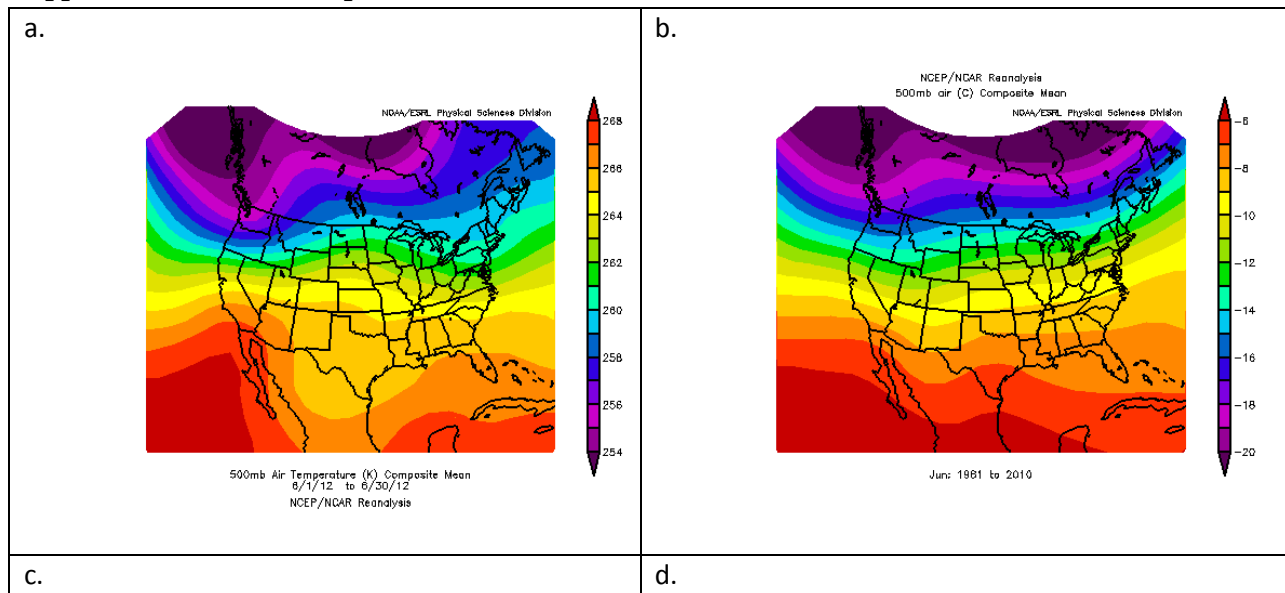 a.
b.
NCEP/NCAR Reanalysis
500mb air (C) Composite Mean
NOAA/ESRL Physical Sciences Division
268
266
264
262
260
258
256
254
500mb Air Temperature (K) Composite Mean
6/1/12 to 6/30/12
NCEP/NCAR Reanalysis
NOAA/ESRL Physical Sciences Division
-6
-8
-10
-12
-14
-16
-18
-20
Jun: 1981 to 2010
c.
d.